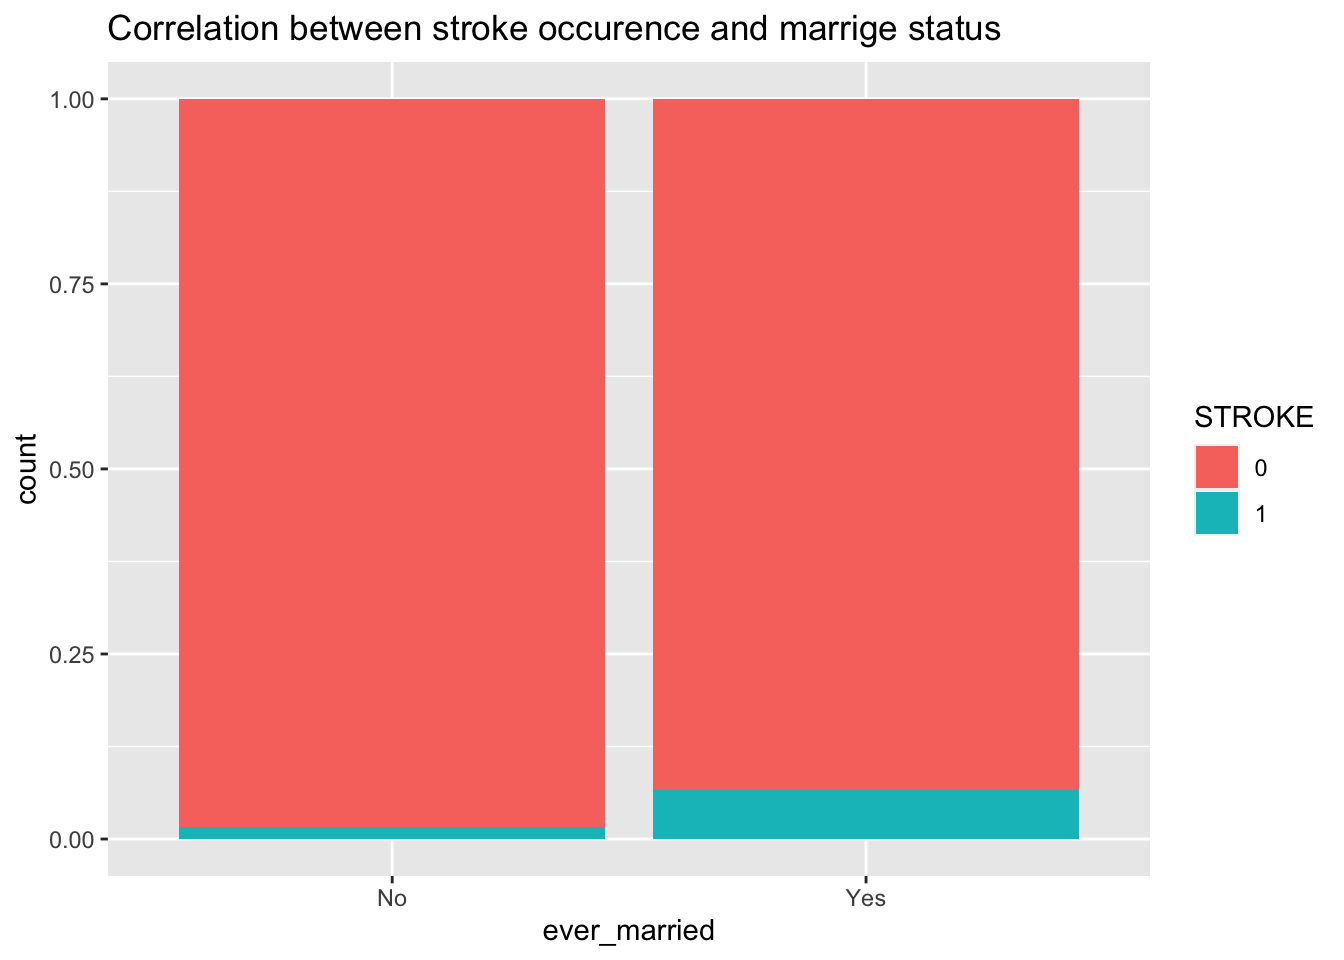 Correlation between stroke occurence and marrige status
1.00
0.75
0.50
0.25
0.00
count
No
Yes
ever_married
STROKE
0
1